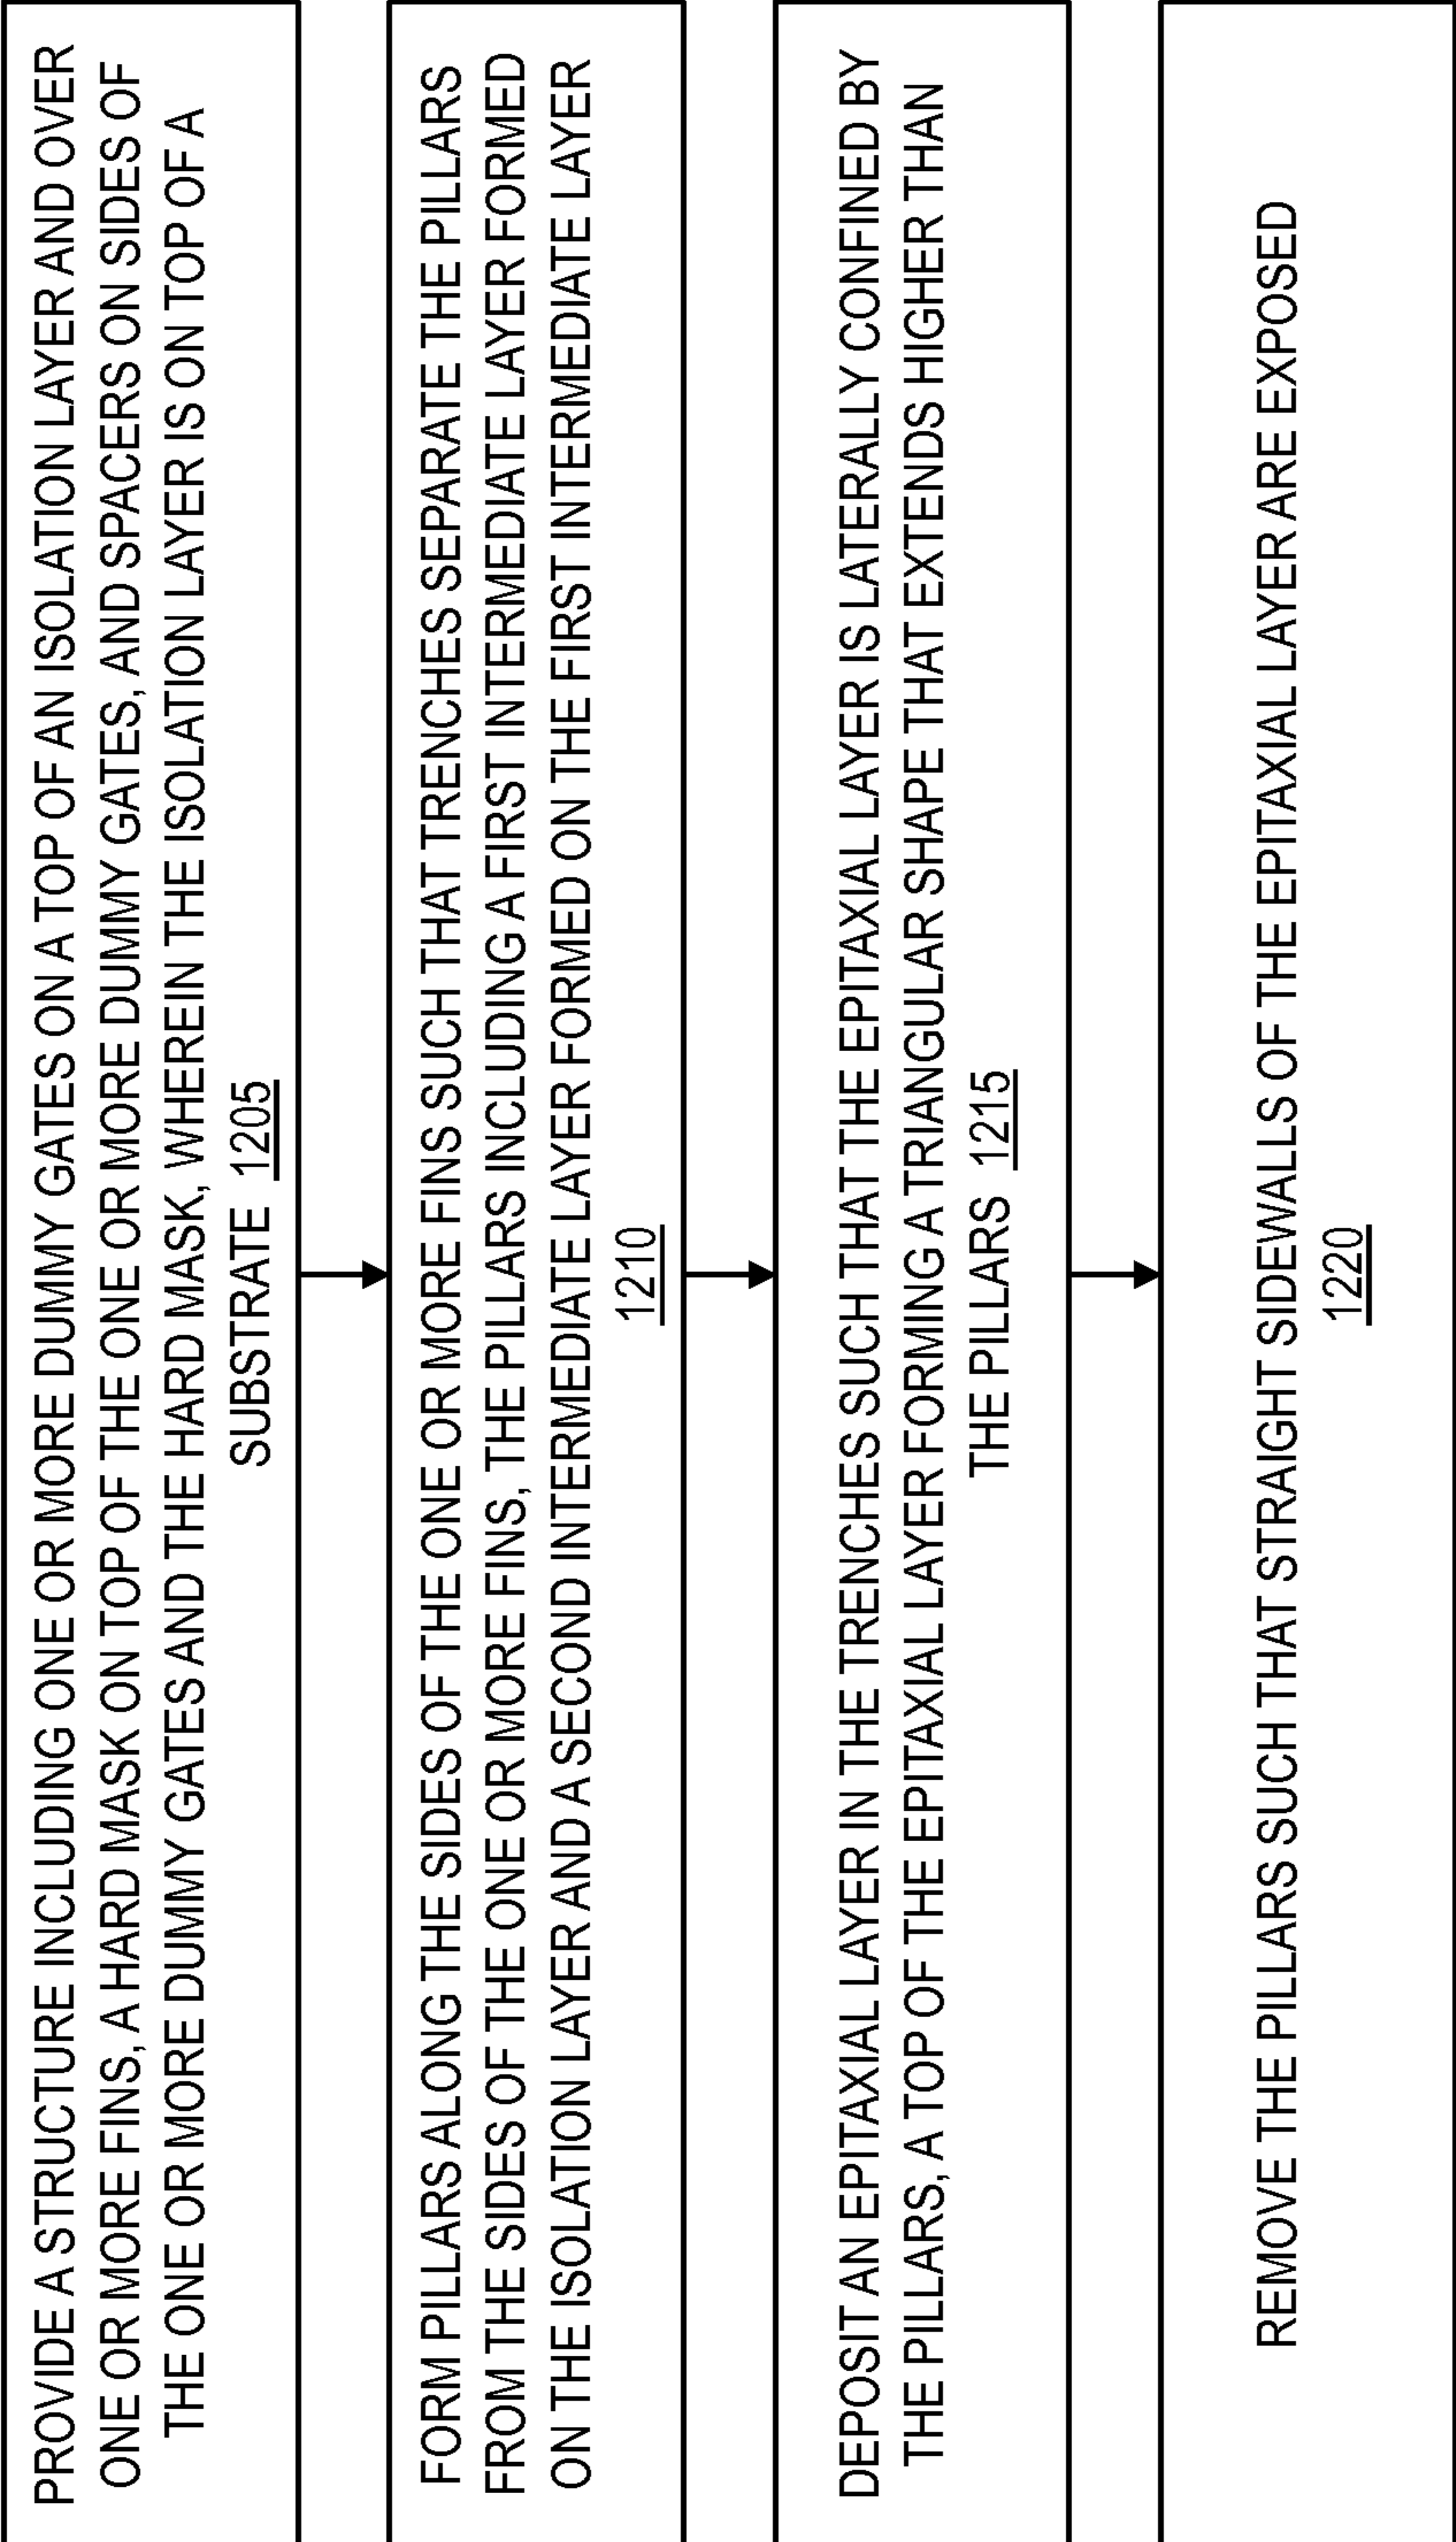 PROVIDE A STRUCTURE INCLUDING ONE OR MORE DUMMY GATES ON A TOP OF AN ISOLATION LAYER AND OVER
ONE OR MORE FINS, A HARD MASK ON TOP OF THE ONE OR MORE DUMMY GATES, AND SPACERS ON SIDES OF
THE ONE OR MORE DUMMY GATES AND THE HARD MASK, WHEREIN THE ISOLATION LAYER IS ON TOP OF A
SUBSTRATE 1205
FORM PILLARS ALONG THE SIDES OF THE ONE OR MORE FINS SUCH THAT TRENCHES SEPARATE THE PILLARS
FROM THE SIDES OF THE ONE OR MORE FINS, THE PILLARS INCLUDING A FIRST INTERMEDIATE LAYER FORMED
ON THE ISOLATION LAYER AND A SECOND INTERMEDIATE LAYER FORMED ON THE FIRST INTERMEDIATE LAYER
1210
DEPOSIT AN EPITAXIAL LAYER IN THE TRENCHES SUCH THAT THE EPITAXIAL LAYER IS LATERALLY CONFINED BY
THE PILLARS, A TOP OF THE EPITAXIAL LAYER FORMING A TRIANGULAR SHAPE THAT EXTENDS HIGHER THAN
THE PILLARS 1215
REMOVE THE PILLARS SUCH THAT STRAIGHT SIDEWALLS OF THE EPITAXIAL LAYER ARE EXPOSED
1220